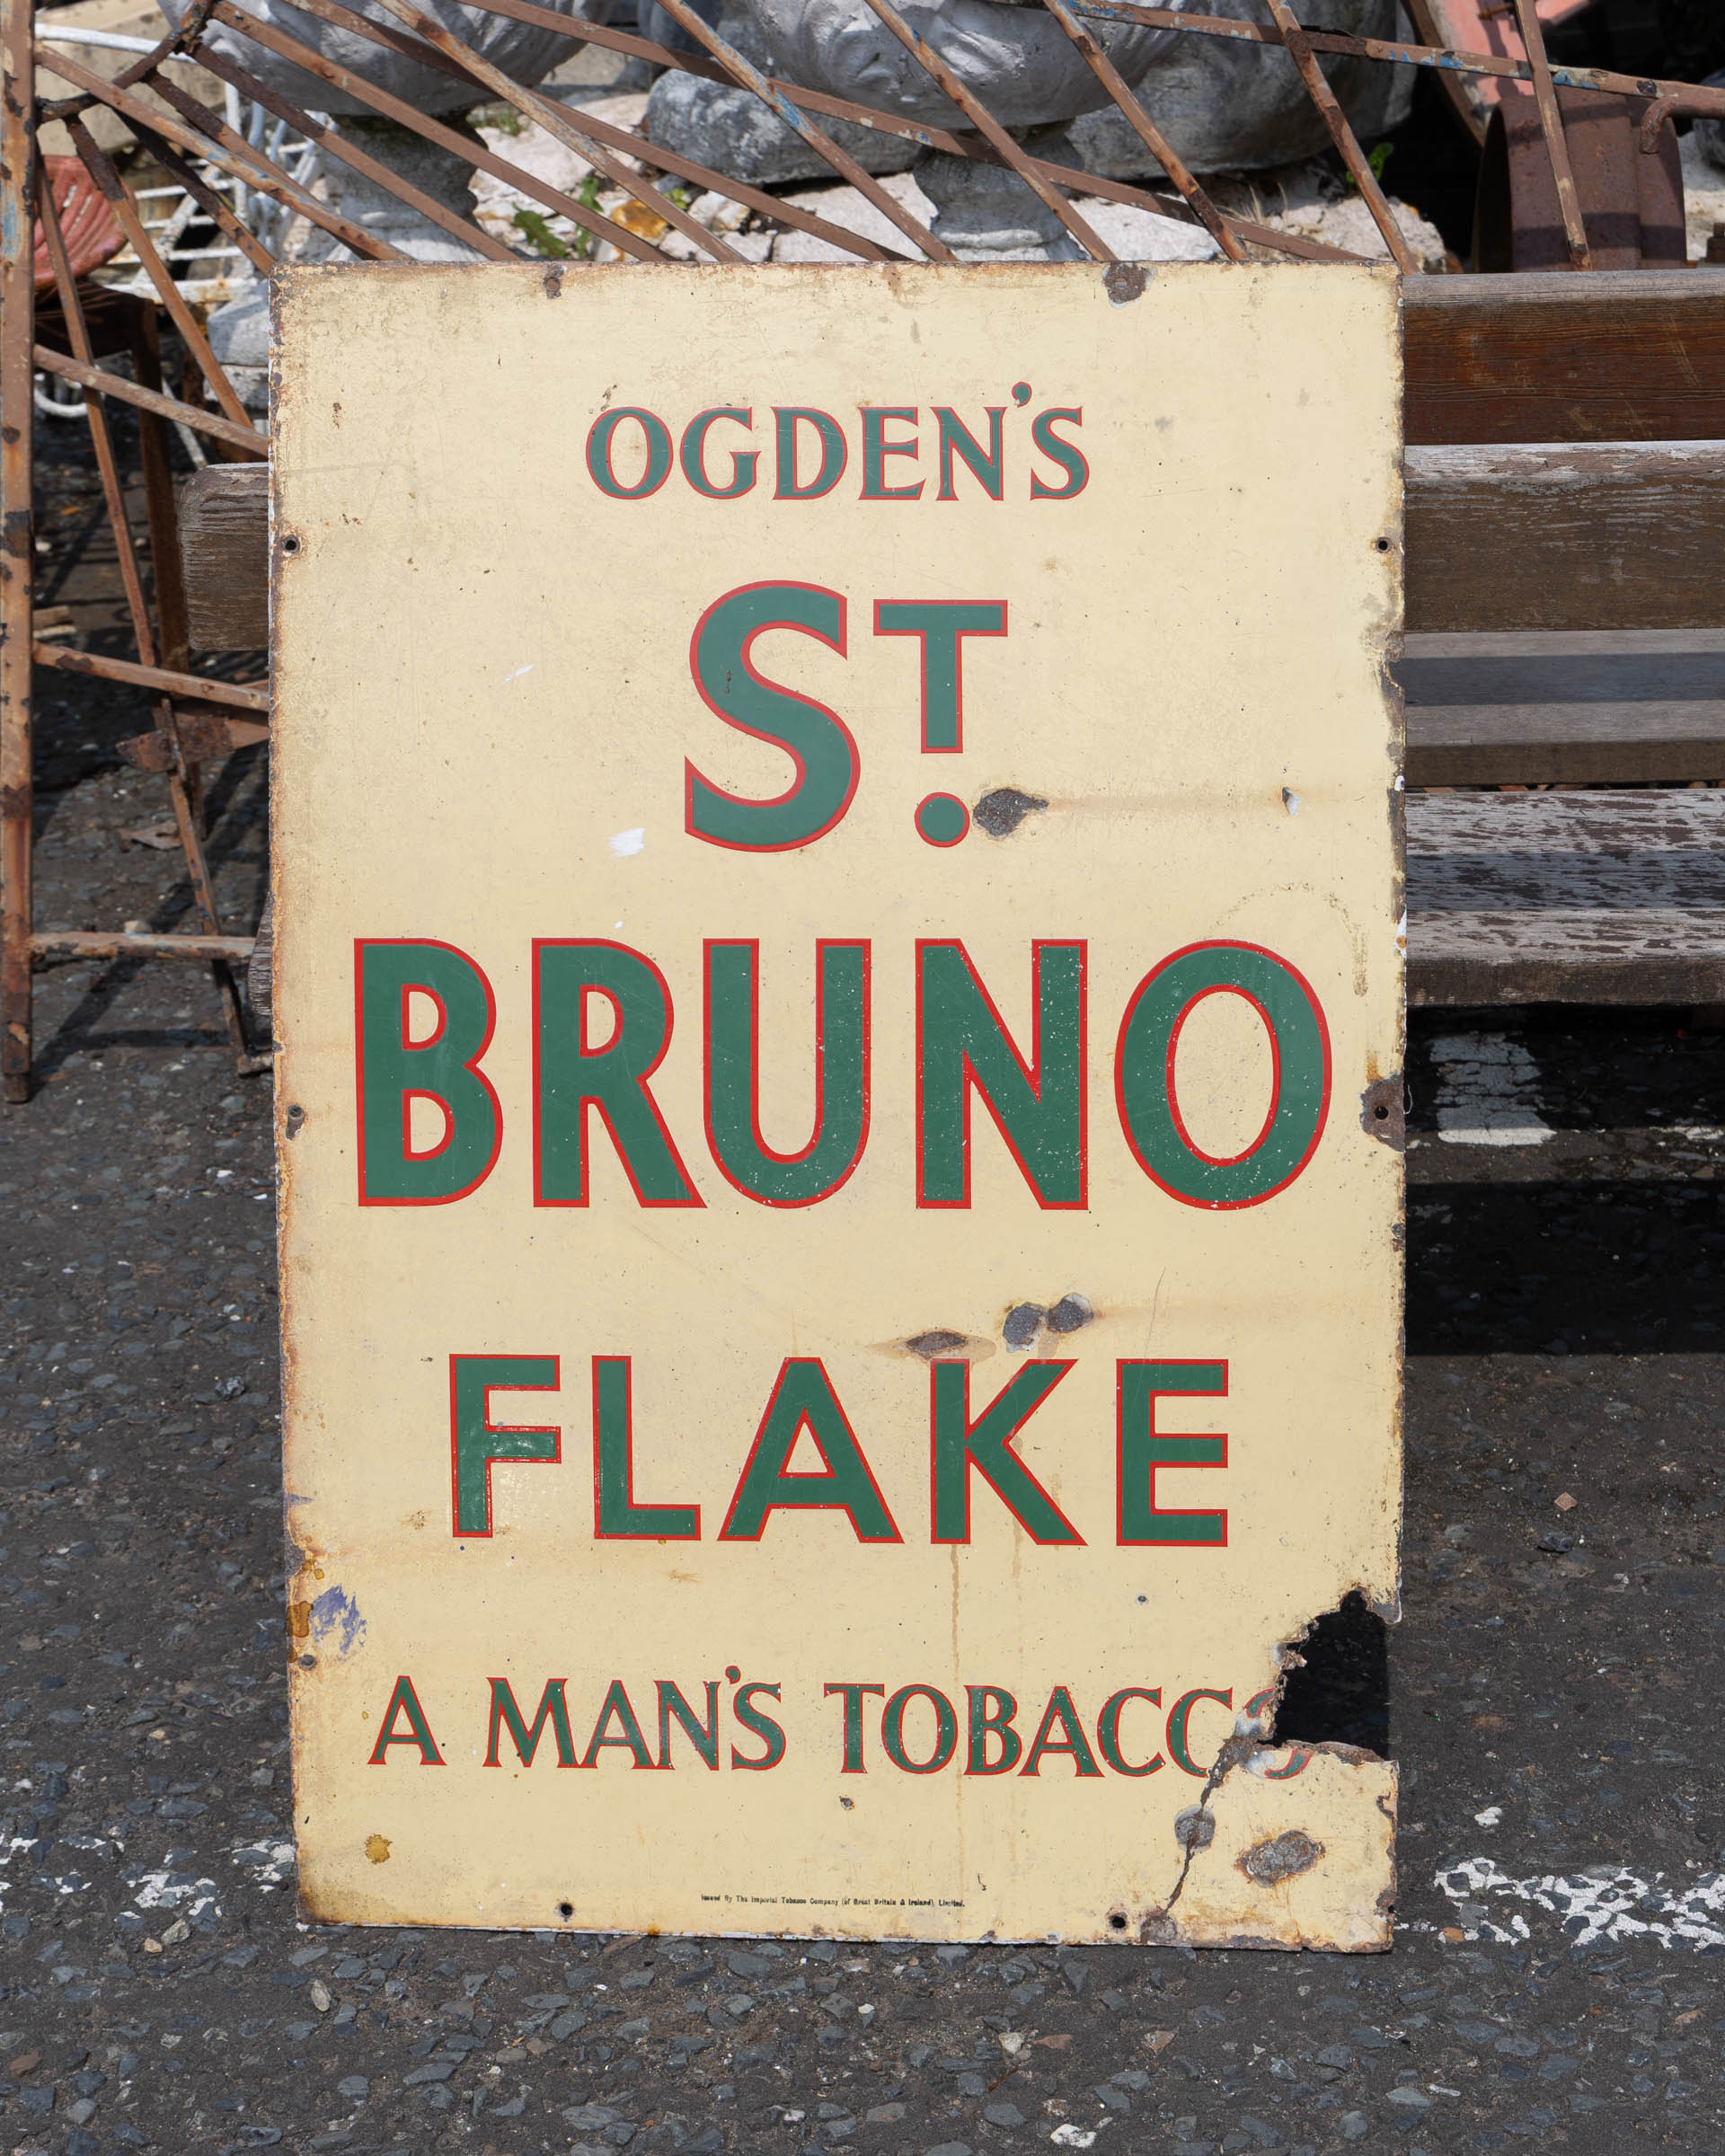 OGDEN'S
ST.
BRUNO
FLAKE
A MAN'S TOBACCO
Issued By The Imperial Tobacco Company (of Great Britain & Ireland), Limited.